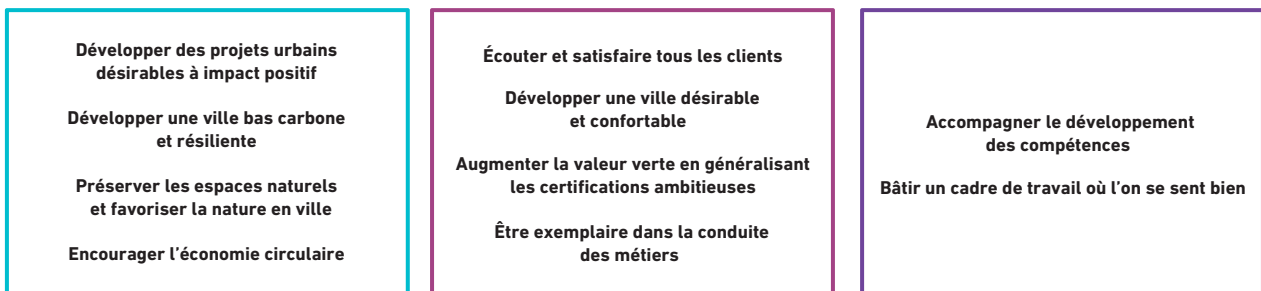 Développer des projets urbains
désirables à impact positif
Développer une ville bas carbone
et résiliente
Préserver les espaces naturels
et favoriser la nature en ville
Encourager l’économie circulaire
Écouter et satisfaire tous les clients
Développer une ville désirable
et confortable
Augmenter la valeur verte en généralisant
les certifications ambitieuses
Être exemplaire dans la conduite
des métiers
Accompagner le développement
des compétences
Bâtir un cadre de travail où l’on se sent bien